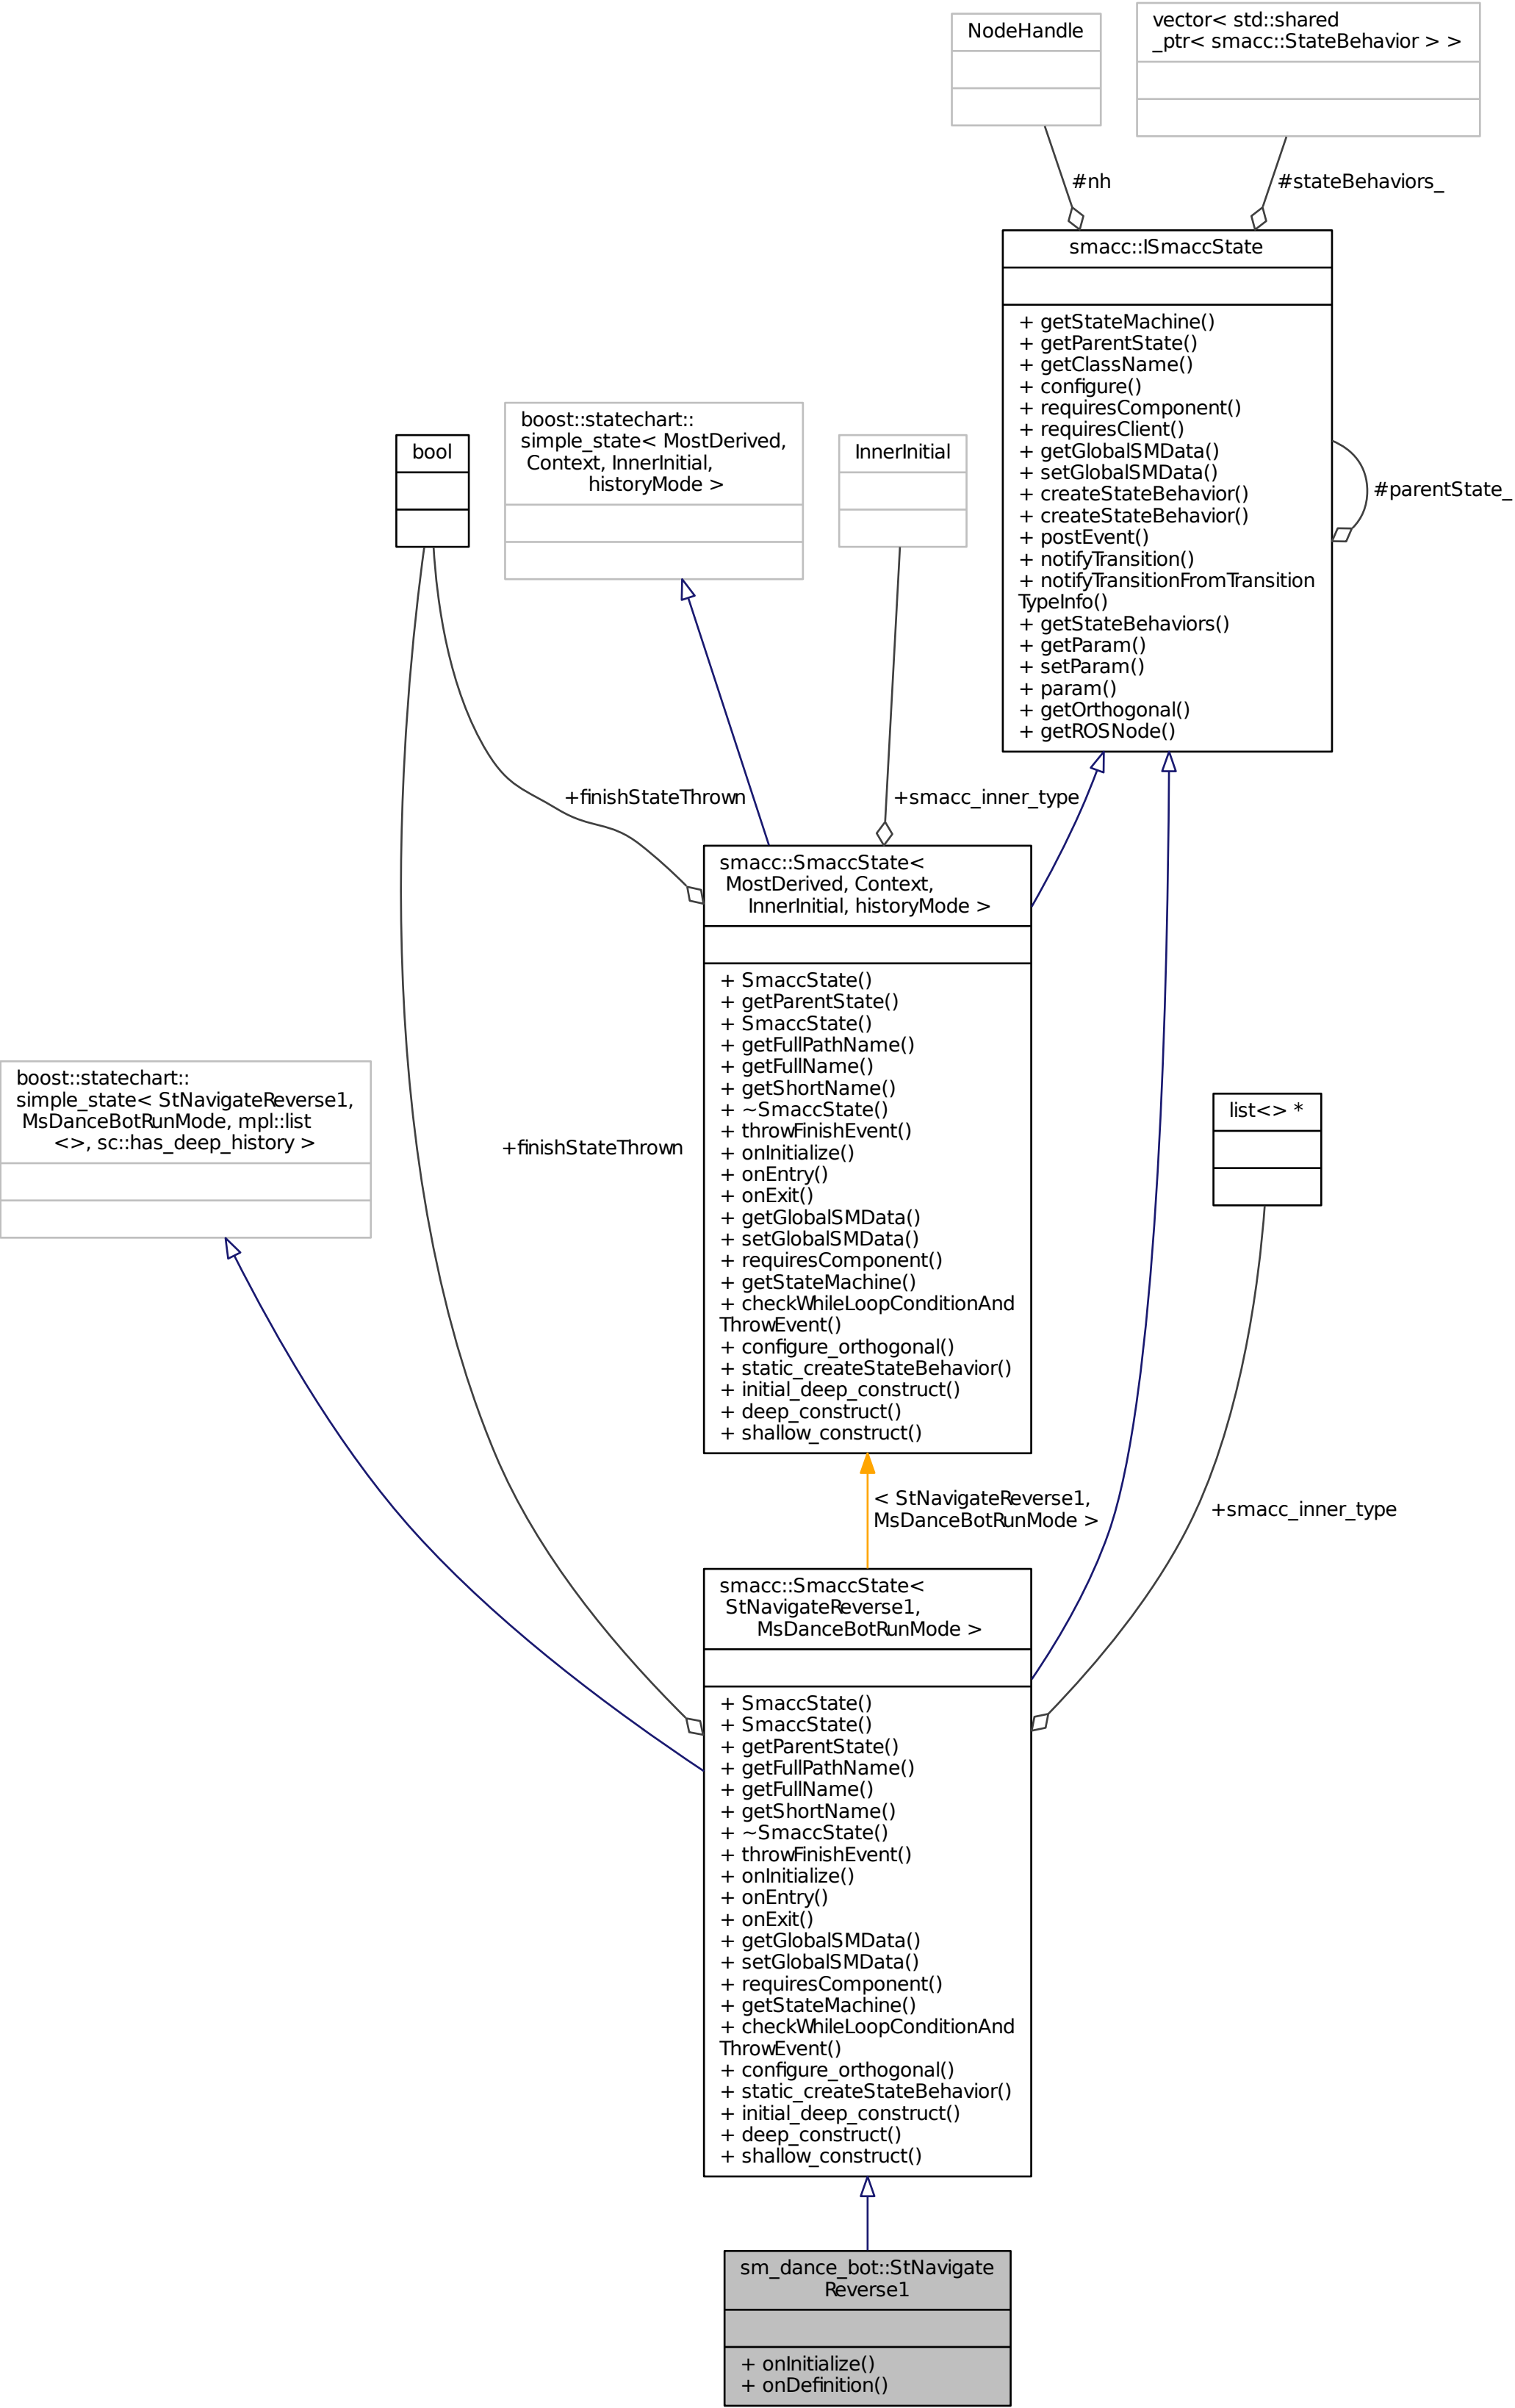 NodeHandle
vector< std::shared
_ptr< smacc::StateBehavior > >
#nh
#stateBehaviors_
smacc::ISmaccState
+ getStateMachine()
+ getParentState()
+ getClassName()
+ configure()
+ requiresComponent()
+ requiresClient()
+ getGlobalSMData()
+ setGlobalSMData()
+ createStateBehavior()
+ createStateBehavior()
+ postEvent()
+ notifyTransition()
+ notifyTransitionFromTransition
TypeInfo()
+ getStateBehaviors()
+ getParam()
+ setParam()
+ param()
+ getOrthogonal()
+ getROSNode()
#parentState_
bool
boost::statechart::
simple_state< MostDerived,
Context, InnerInitial,
historyMode >
InnerInitial
+finishStateThrown
+smacc_inner_type
smacc::SmaccState<
MostDerived, Context,
InnerInitial, historyMode >
+ SmaccState()
+ getParentState()
+ SmaccState()
+ getFullPathName()
+ getFullName()
+ getShortName()
+ ~SmaccState()
+ throwFinishEvent()
+ onInitialize()
+ onEntry()
+ onExit()
+ getGlobalSMData()
+ setGlobalSMData()
+ requiresComponent()
+ getStateMachine()
+ checkWhileLoopConditionAnd
ThrowEvent()
+ configure_orthogonal()
+ static_createStateBehavior()
+ initial_deep_construct()
+ deep_construct()
+ shallow_construct()
boost::statechart::
simple_state< StNavigateReverse1,
MsDanceBotRunMode, mpl::list
<>, sc::has_deep_history >
+finishStateThrown
list<> *
< StNavigateReverse1,
MsDanceBotRunMode >
+smacc_inner_type
smacc::SmaccState<
StNavigateReverse1,
MsDanceBotRunMode >
+ SmaccState()
+ SmaccState()
+ getParentState()
+ getFullPathName()
+ getFullName()
+ getShortName()
+ ~SmaccState()
+ throwFinishEvent()
+ onInitialize()
+ onEntry()
+ onExit()
+ getGlobalSMData()
+ setGlobalSMData()
+ requiresComponent()
+ getStateMachine()
+ checkWhileLoopConditionAnd
ThrowEvent()
+ configure_orthogonal()
+ static_createStateBehavior()
+ initial_deep_construct()
+ deep_construct()
+ shallow_construct()
sm_dance_bot::StNavigate
Reverse1
+ onInitialize()
+ onDefinition()